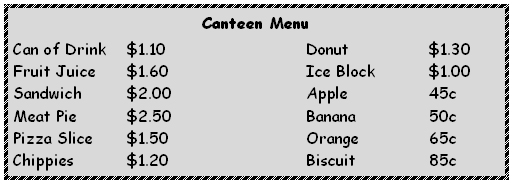 Canteen Menu
Can of Drink $1.10 Donut $1.30
Fruit Juice $1.60 Ice Block $1.00
Sandwich $2.00 Apple 45c
Meat Pie $2.50 Banana 50c
Pizza Slice $1.50 Orange 65c
Chippies $1.20 Biscuit 85c